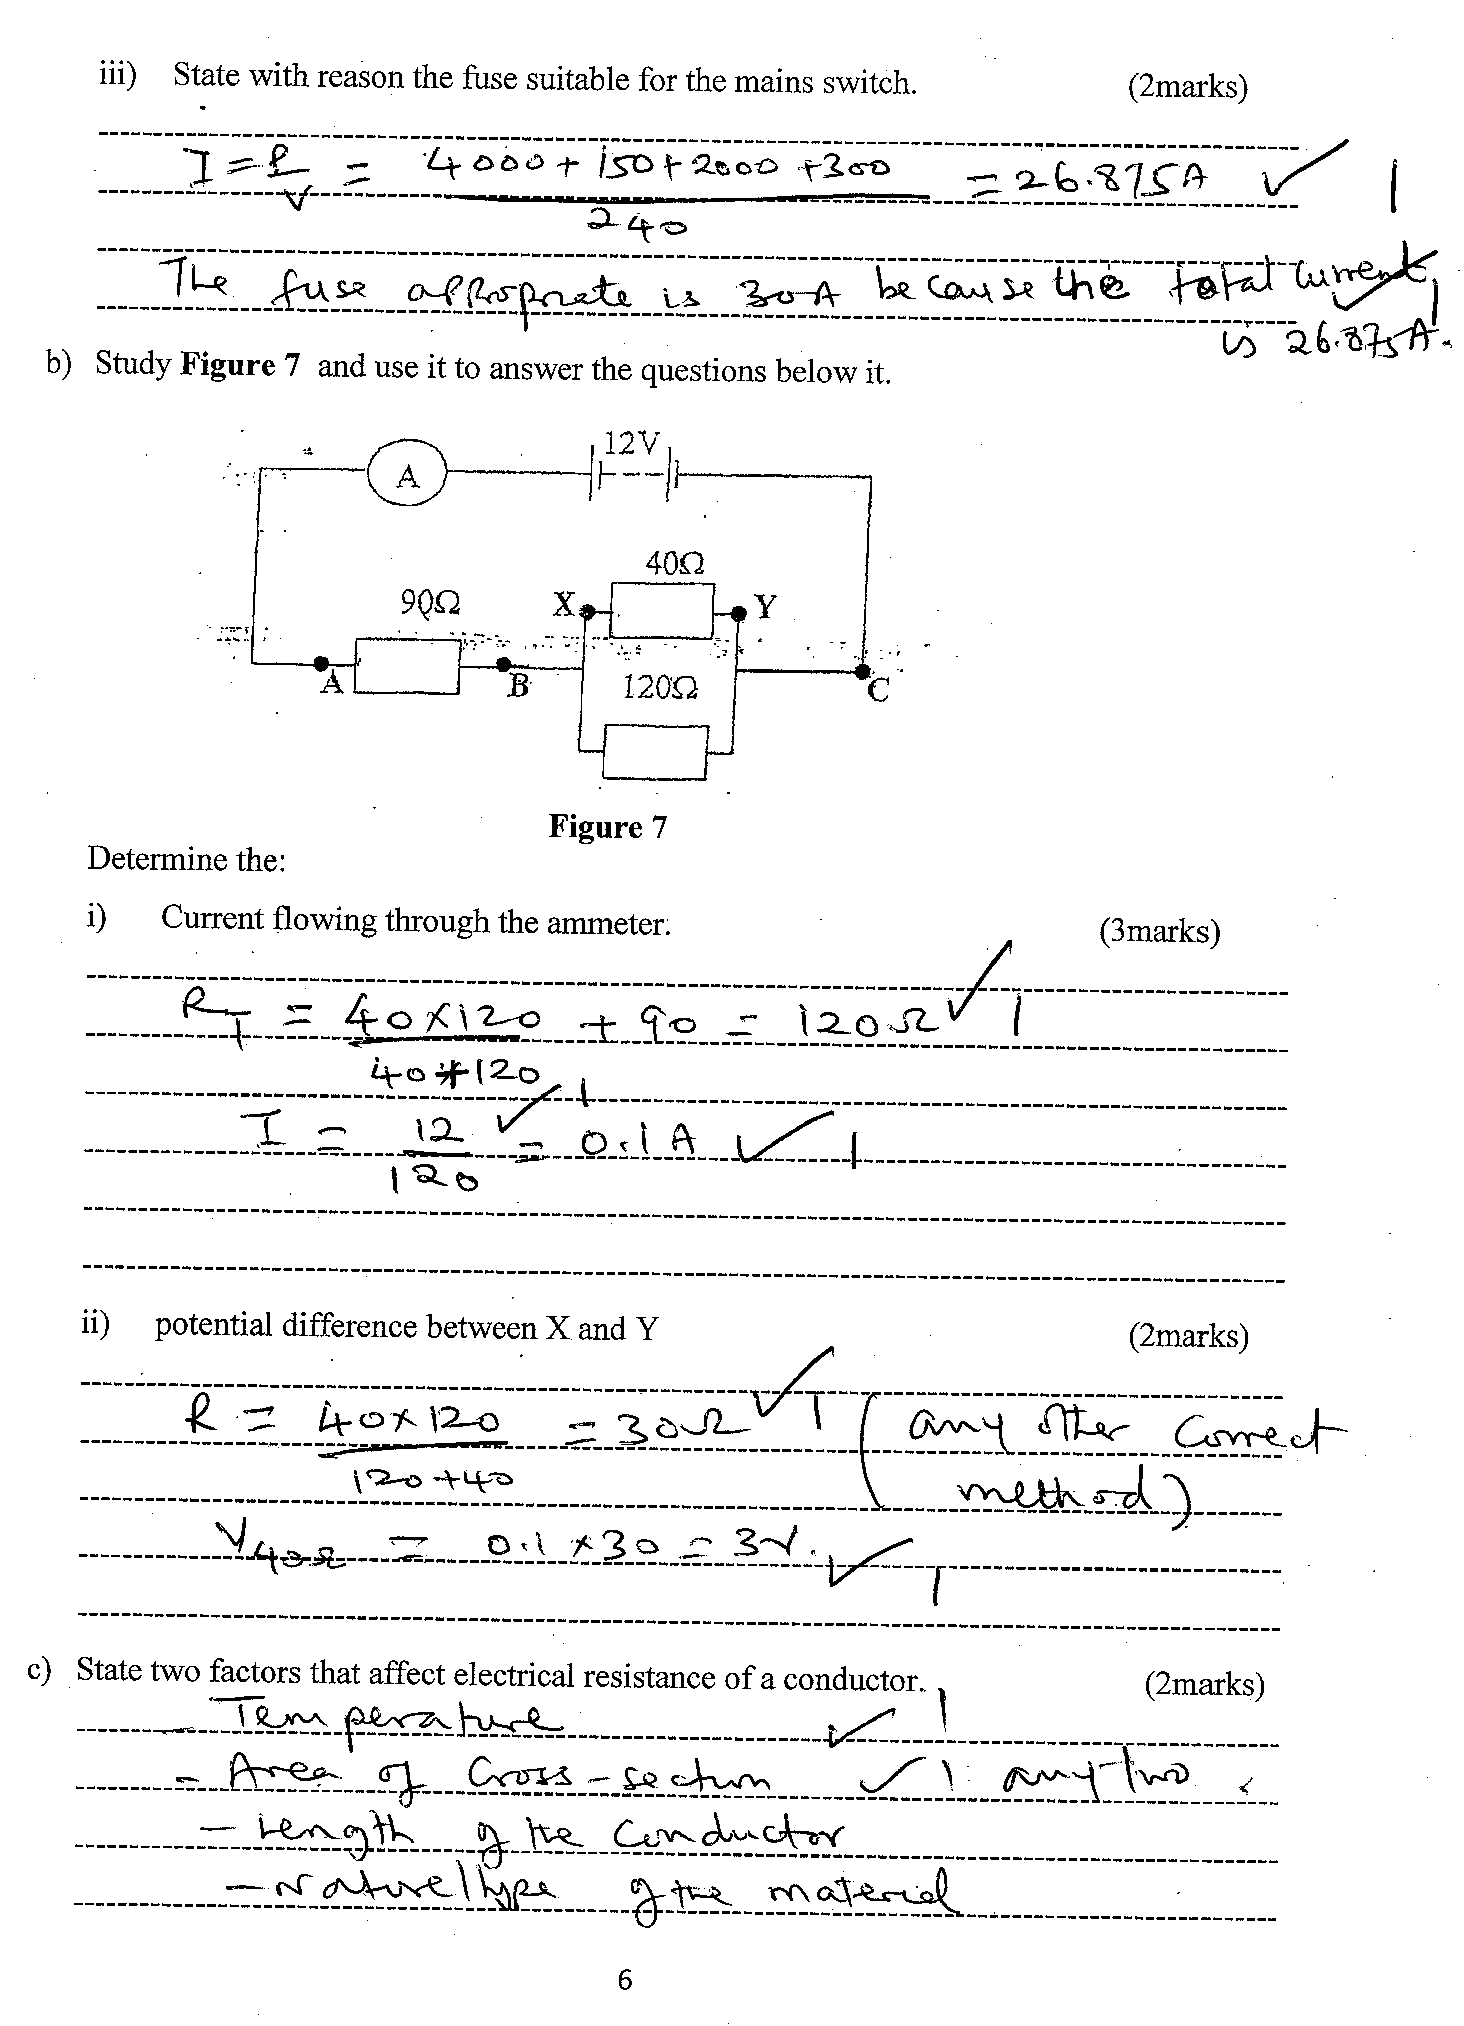 iii) State with reason the fuse suitable for the mains switch. (2marks)
I = P/V = (4000 + 150 + 2000 + 300)/240 = 26.875A ✓ 1
The fuse appropriate is 30A because the total current ✓ 1
is 26.875A.
b) Study Figure 7 and use it to answer the questions below it.
12V
A
40Ω
90Ω X Y
A B 120Ω C
Figure 7
Determine the:
i) Current flowing through the ammeter. (3marks)
R_T = (40×120)/(40+120) + 90 = 120Ω ✓ 1
I = 12/120 ✓ 1 = 0.1A ✓ 1
ii) potential difference between X and Y (2marks)
R = (40×120)/(120+40) = 30Ω ✓ 1 (any other correct
method)
V40Ω = 0.1 × 30 = 3V. ✓ 1
c) State two factors that affect electrical resistance of a conductor. (2marks)
- Temperature ✓ 1
- Area of Cross-section ✓ 1 any two
- Length of the Conductor
- Nature/type of the material
6